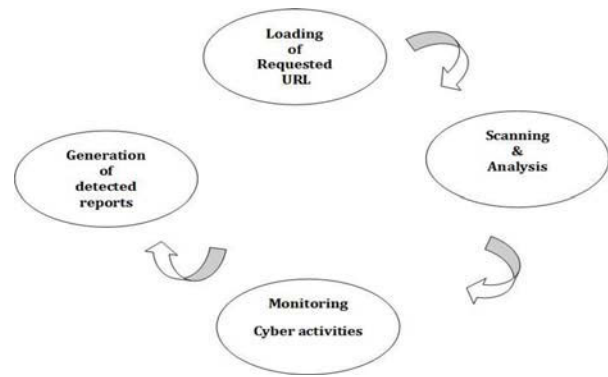 Loading
of
Requested
URL
Scanning
&
Analysis
Monitoring
Cyber activities
Generation
of
detected
reports